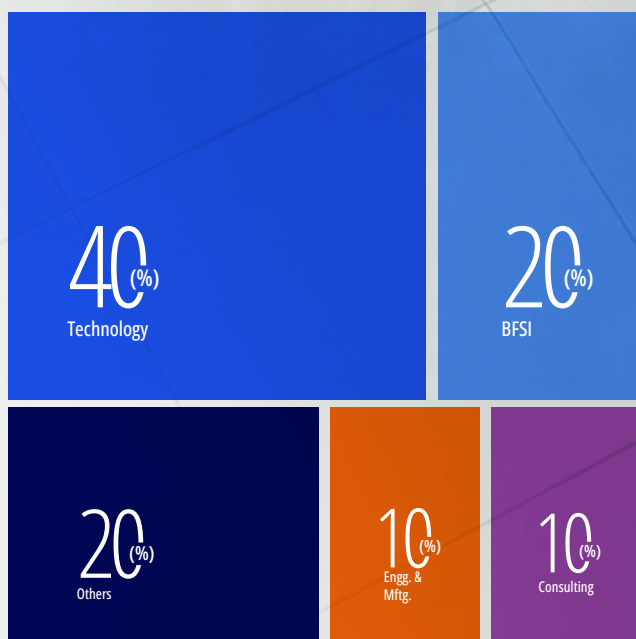 40(%)
Technology
20(%)
BFSI
20(%)
Others
10(%)
Engg. &
Mftg.
10(%)
Consulting